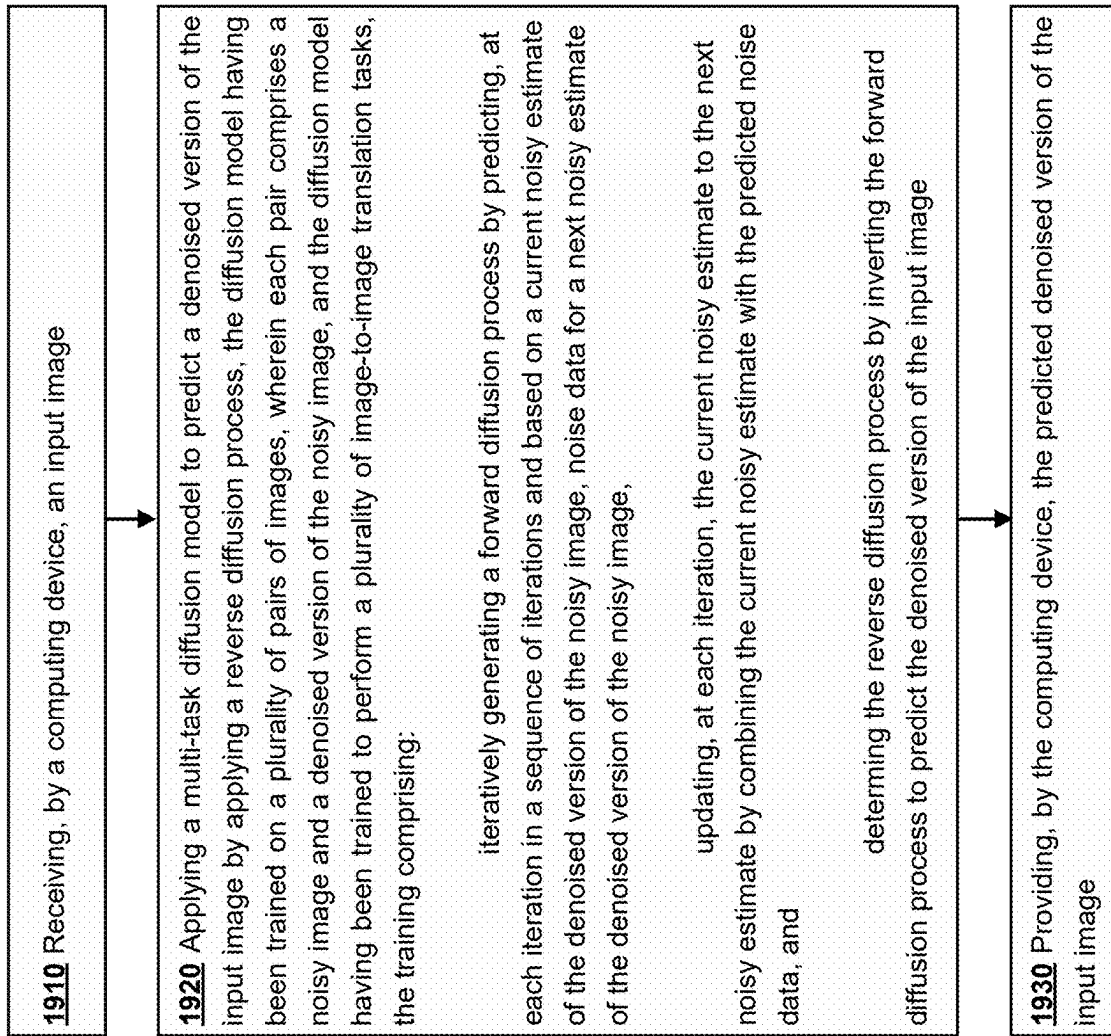 1910 Receiving, by a computing device, an input image
1920 Applying a multi-task diffusion model to predict a denoised version of the
input image by applying a reverse diffusion process, the diffusion model having
been trained on a plurality of pairs of images, wherein each pair comprises a
noisy image and a denoised version of the noisy image, and the diffusion model
having been trained to perform a plurality of image-to-image translation tasks,
the training comprising:
iteratively generating a forward diffusion process by predicting, at
each iteration in a sequence of iterations and based on a current noisy estimate
of the denoised version of the noisy image, noise data for a next noisy estimate
of the denoised version of the noisy image,
updating, at each iteration, the current noisy estimate to the next
noisy estimate by combining the current noisy estimate with the predicted noise
data, and
determining the reverse diffusion process by inverting the forward
diffusion process to predict the denoised version of the input image
1930 Providing, by the computing device, the predicted denoised version of the
input image